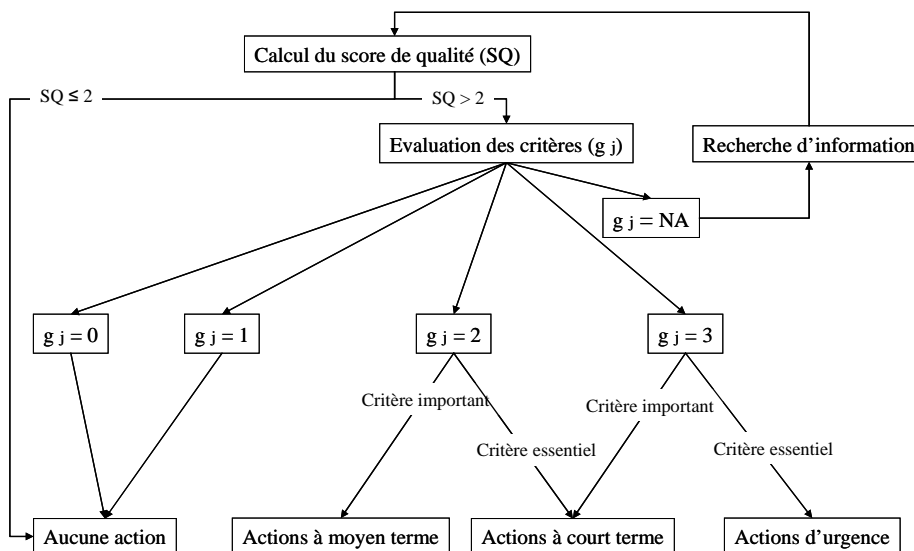 Calcul du score de qualité (SQ)
SQ ≤ 2
SQ > 2
Evaluation des critères (g j)
Recherche d’information
g j = NA
g j = 0
g j = 1
g j = 2
g j = 3
Critère important
Critère important
Critère essentiel
Critère essentiel
Aucune action
Actions à moyen terme
Actions à court terme
Actions d’urgence